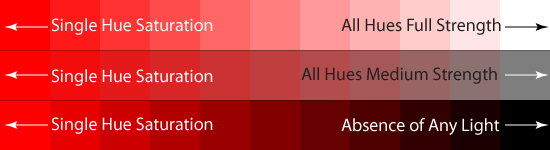 Single Hue Saturation All Hues Full Strength
Single Hue Saturation All Hues Medium Strength
Single Hue Saturation Absence of Any Light